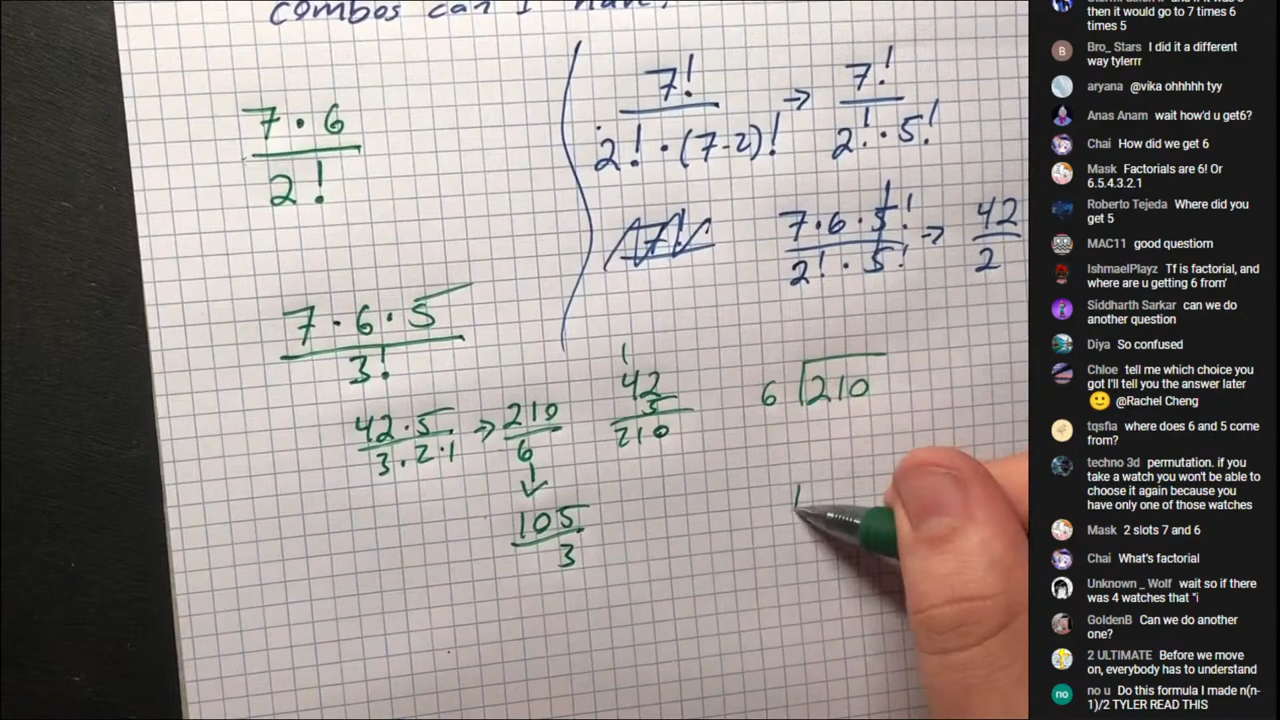 combos can I have
7 · 6
2!
7 · 6 · 5
3!
42 · 5 → 210
3 · 2 · 1
6
↓
105
3
7! → 7!
2! · (7-2)!
2! · 5!
7!
7 · 6 · 5! → 42
2! · 5!
2
1
42
5
210
6 210
then it would go to 7 times 6
times 5
Bro_ Stars I did it a different
way tylerrr
aryana @vika ohhhhh tyy
Anas Anam wait how'd u get6?
Chai How did we get 6
Mask Factorials are 6! Or
6.5.4.3.2.1
Roberto Tejeda Where did you
get 5
MAC11 good questiom
IshmaelPlayz Tf is factorial, and
where are u getting 6 from'
Siddharth Sarkar can we do
another question
Diya So confused
Chloe tell me which choice you
got I'll tell you the answer later
🙂 @Rachel Cheng
tqsfia where does 6 and 5 come
from?
techno 3d permutation. if you
take a watch you won't be able to
choose it again because you
have only one of those watches
Mask 2 slots 7 and 6
Chai What's factorial
Unknown _ Wolf wait so if there
was 4 watches that "i
GoldenB Can we do another
one?
2 ULTIMATE Before we move
on, everybody has to understand
no u Do this formula I made n(n-
1)/2 TYLER READ THIS